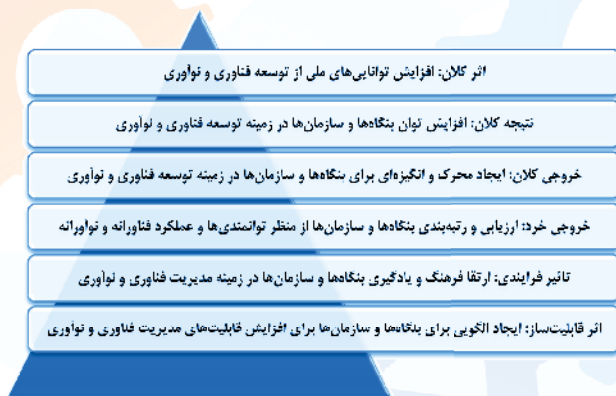 اثر کلان: افزایش توانایی‌های ملی از توسعه فناوری و نوآوری
نتیجه کلان: افزایش توان بنگاه‌ها و سازمان‌ها در زمینه توسعه فناوری و نوآوری
خروجی کلان: ایجاد محرک و انگیزه‌ای برای بنگاه‌ها و سازمان‌ها در زمینه توسعه فناوری و نوآوری
خروجی خرد: ارزیابی و رتبه‌بندی بنگاه‌ها و سازمان‌ها از منظر توانمندی‌ها و عملکرد فناورانه و نوآورانه
تاثیر فرایندی: ارتقا فرهنگ و یادگیری بنگاه‌ها و سازمان‌ها در زمینه مدیریت فناوری و نوآوری
اثر قابلیت‌ساز: ایجاد الگویی برای بنگاه‌ها و سازمان‌ها برای افزایش قابلیت‌های مدیریت فناوری و نوآوری